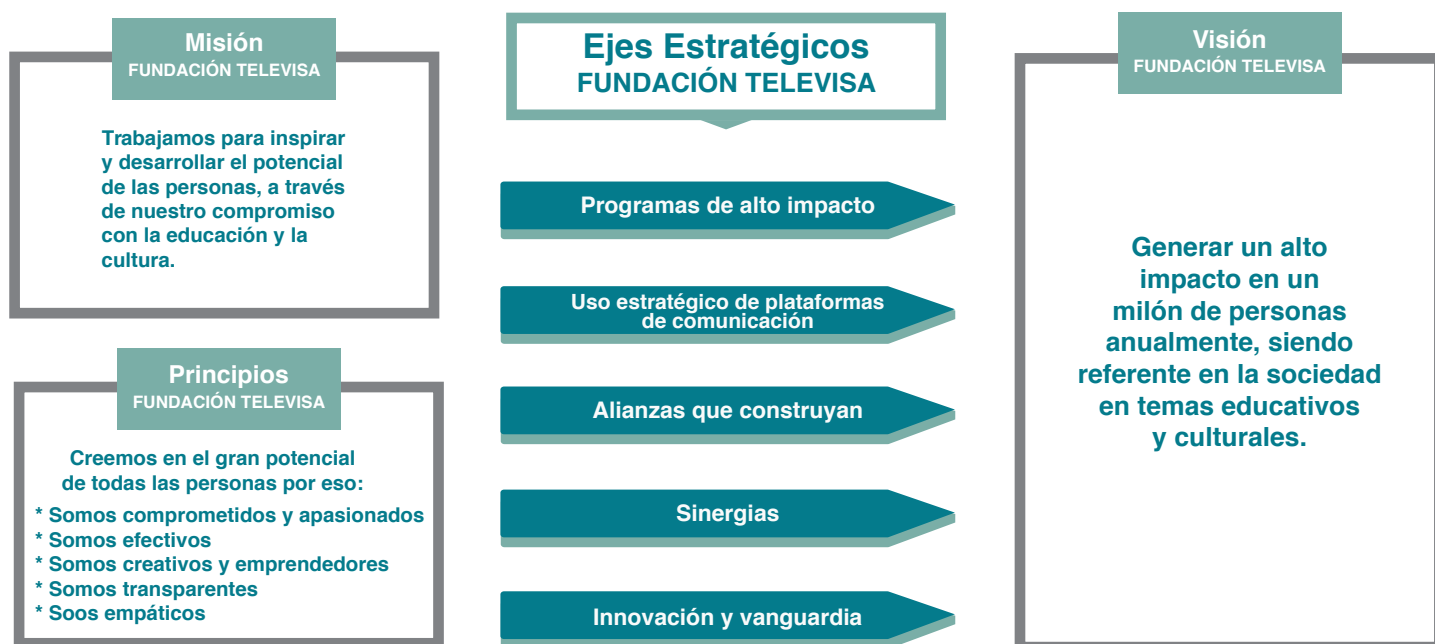 Misión
FUNDACIÓN TELEVISA
Trabajamos para inspirar
y desarrollar el potencial
de las personas, a través
de nuestro compromiso
con la educación y la
cultura.
Principios
FUNDACIÓN TELEVISA
Creemos en el gran potencial
de todas las personas por eso:
* Somos comprometidos y apasionados
* Somos efectivos
* Somos creativos y emprendedores
* Somos transparentes
* Soos empáticos
Ejes Estratégicos
FUNDACIÓN TELEVISA
Programas de alto impacto
Uso estratégico de plataformas
de comunicación
Alianzas que construyan
Sinergias
Innovación y vanguardia
Visión
FUNDACIÓN TELEVISA
Generar un alto
impacto en un
milón de personas
anualmente, siendo
referente en la sociedad
en temas educativos
y culturales.